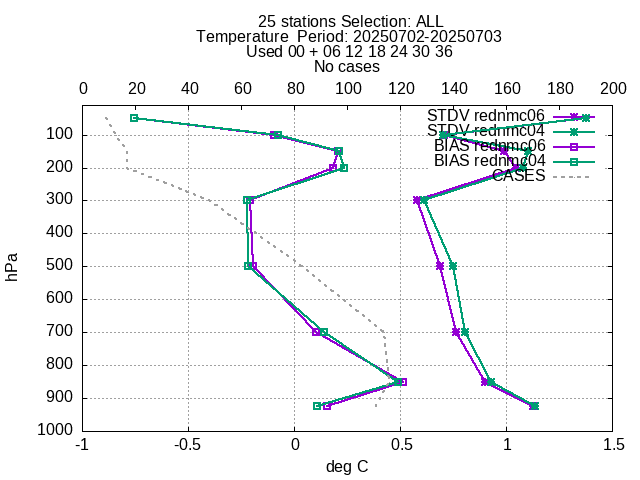 25 stations Selection: ALL
Temperature  Period: 20250702-20250703
Used 00 + 06 12 18 24 30 36
No cases
0 20 40 60 80 100 120 140 160 180 200
STDV rednmc06
STDV rednmc04
BIAS rednmc06
BIAS rednmc04
CASES
100
200
300
400
500
600
700
800
900
1000
hPa
-1 -0.5 0 0.5 1 1.5
deg C